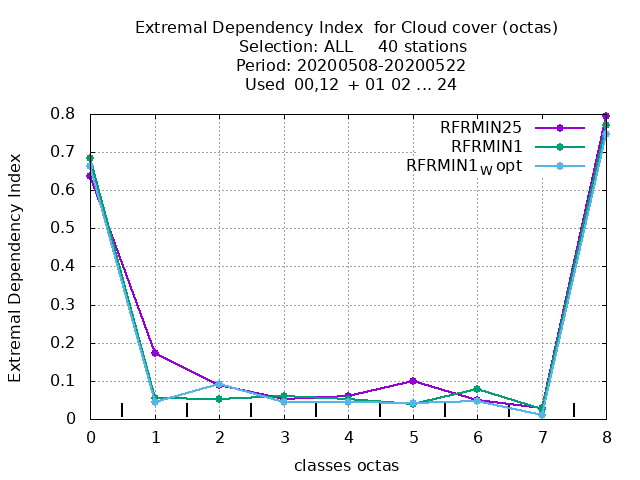 Extremal Dependency Index  for Cloud cover (octas)
Selection: ALL     40 stations
Period: 20200508-20200522
Used  00,12  + 01 02 ... 24
RFRMIN25
RFRMIN1
RFRMIN1W opt
Extremal Dependency Index
0.8
0.7
0.6
0.5
0.4
0.3
0.2
0.1
0
0 1 2 3 4 5 6 7 8
classes octas